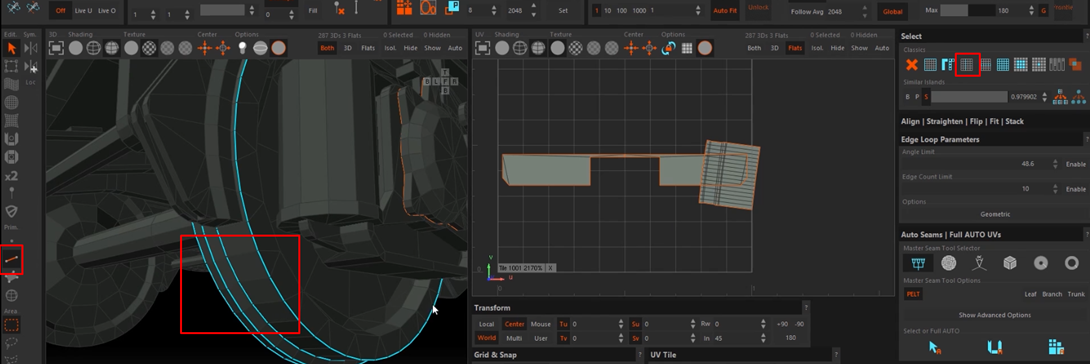 Edit. Sym.
Off Live U Live O 1 1 0 Fill 8 2048 Set 1 10 100 1000 1 Auto Fit Unlock Follow Avg 2048 Global Max 180 G
3D Shading Texture Center Options 287 3Ds 3 Flats 0 Selected 0 Hidden
Both 3D Flats Isol. Hide Show Auto
UV Shading Texture Center Options 287 3Ds 3 Flats 0 Selected 0 Hidden
Both 3D Flats Isol. Hide Show Auto
T
B L F R B
B
x2
Prim.
Area
Tile 1001 2170% X
V
U
Transform ?
Local Center Mouse Tu 0 Su 0 Rw 0 +90 -90
World Multi User Tv 0 Sv 0 In 45 180
Grid & Snap ? UV Tile ?
Select ?
Classics
Similar Islands
B P S 0.979902
Align | Straighten | Flip | Fit | Stack
Edge Loop Parameters ?
Angle Limit
48.6 Enable
Edge Count Limit
10 Enable
Options
Geometric
Auto Seams | Full AUTO UVs ?
Master Seam Tool Selector
Master Seam Tool Options
PELT Leaf Branch Trunk
Show Advanced Options
Select or Full AUTO